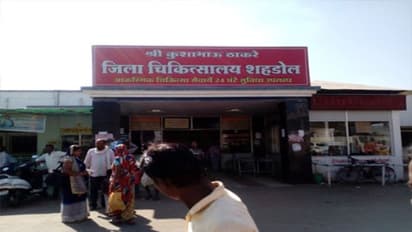 श्री कुशाभाऊ ठाकरे
जिला चिकित्सालय शहडोल
आकस्मिक चिकित्सा सेवायें 24 घंटे सुविधा उपलब्ध